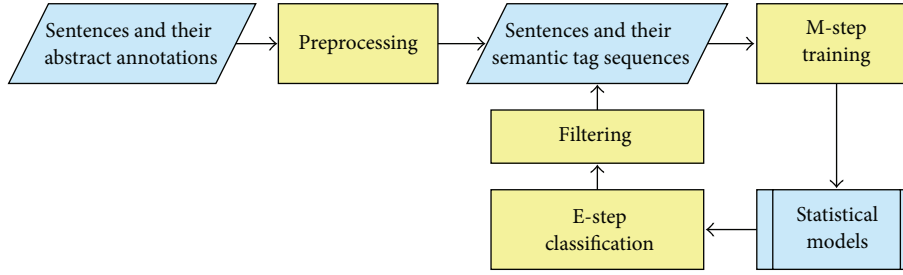 Sentences and their
abstract annotations
Preprocessing
Sentences and their
semantic tag sequences
M-step
training
Filtering
E-step
classification
Statistical
models